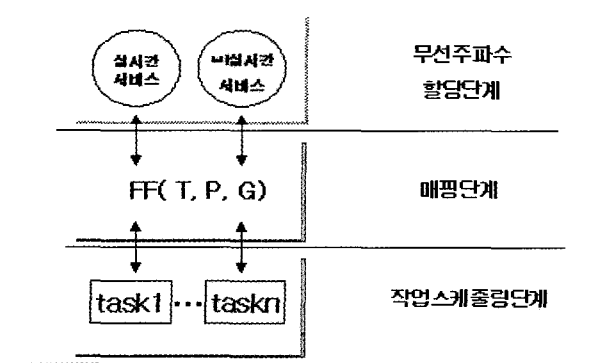 실시간
서비스
비실시간
서비스
무선주파수
할당단계
FF( T, P, G)
매핑단계
task1 ··· taskn
작업스케줄링단계